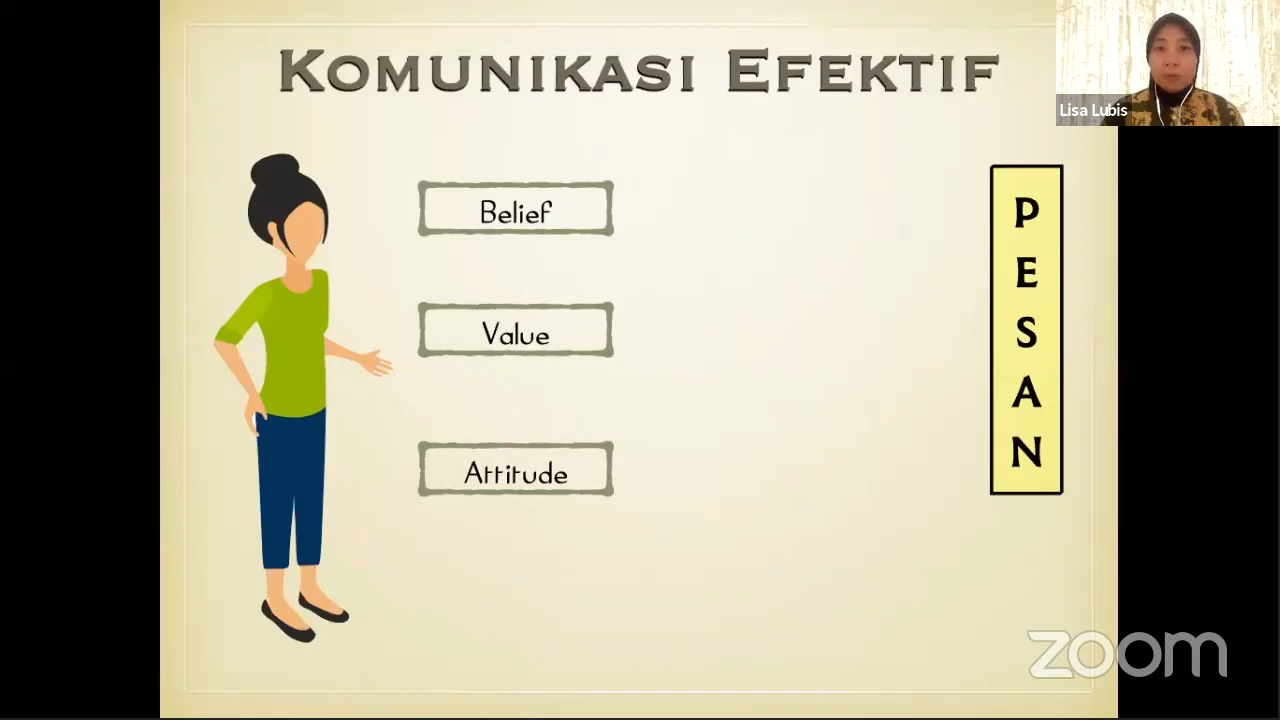 KOMUNIKASI EFEKTIF
Lisa Lubis
Belief
Value
Attitude
P
E
S
A
N
zoom